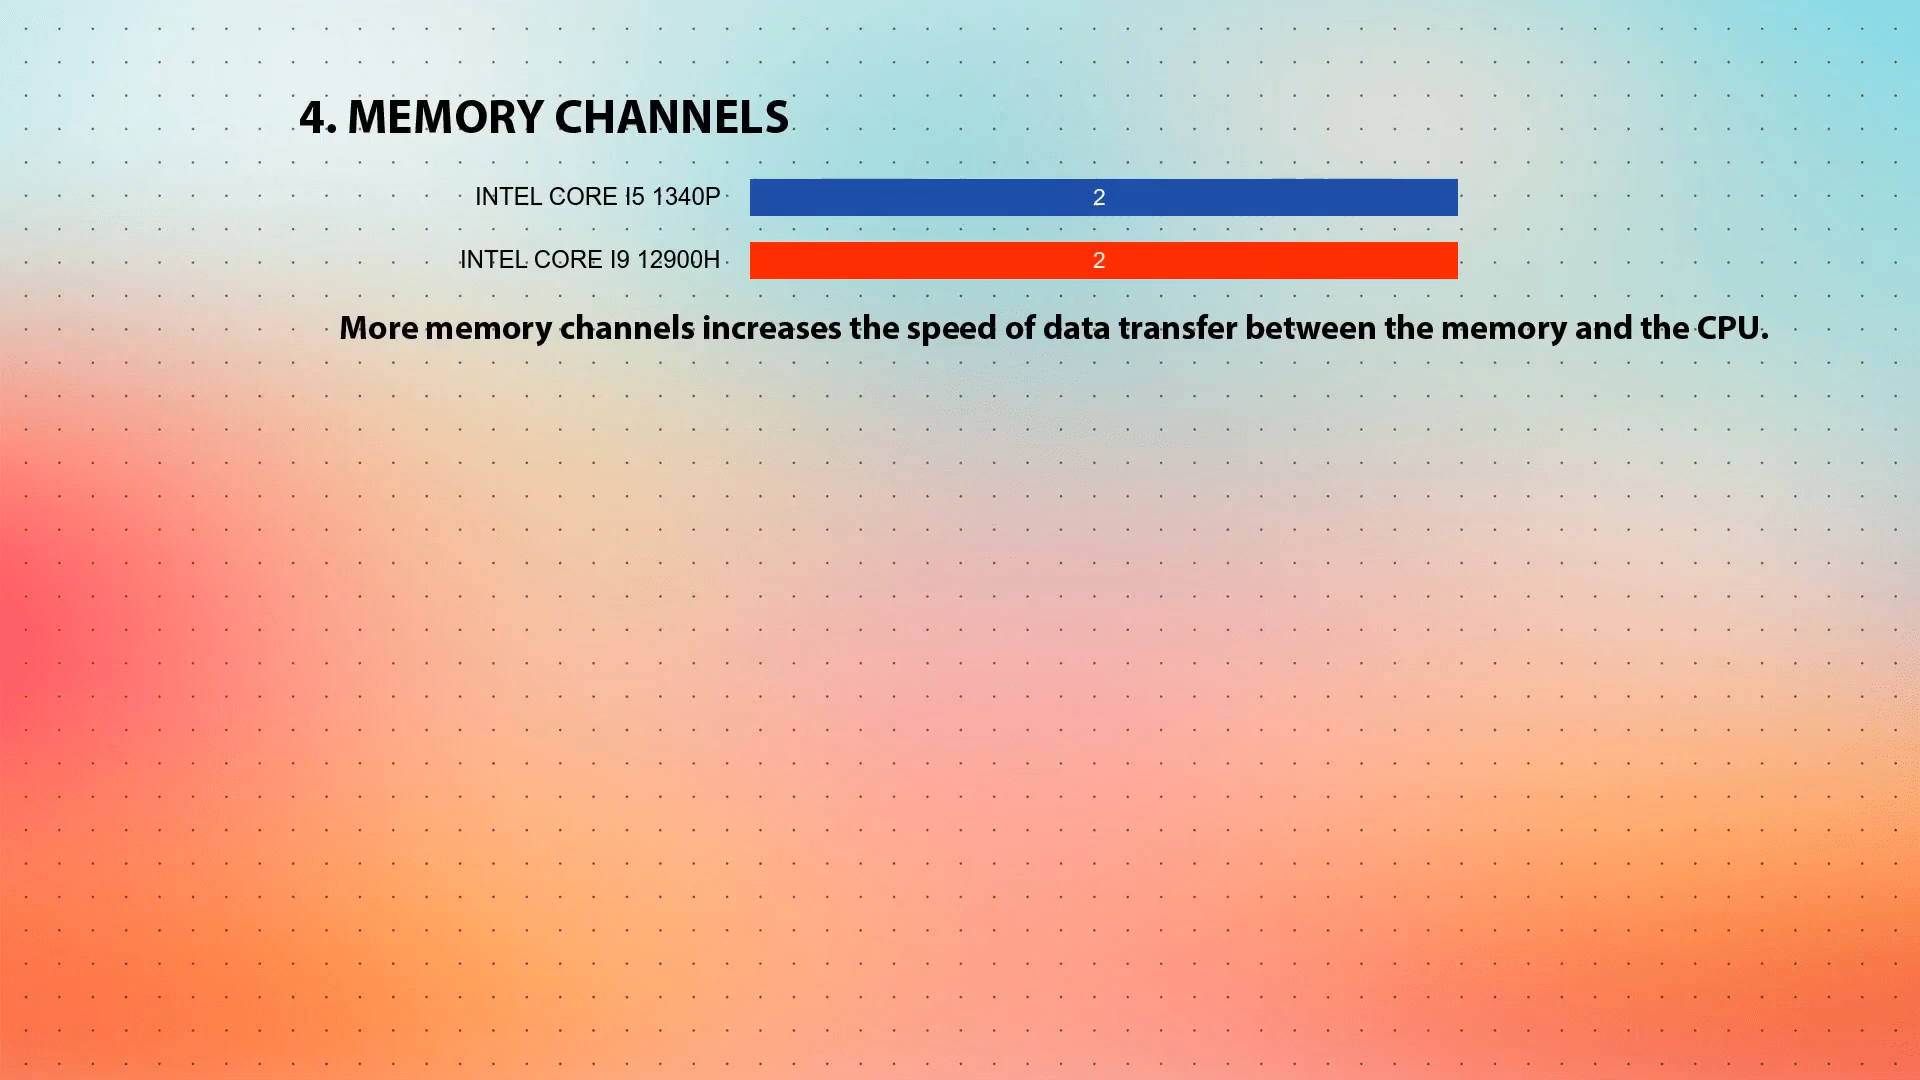 4. MEMORY CHANNELS
INTEL CORE I5 1340P 2
INTEL CORE I9 12900H 2
More memory channels increases the speed of data transfer between the memory and the CPU.